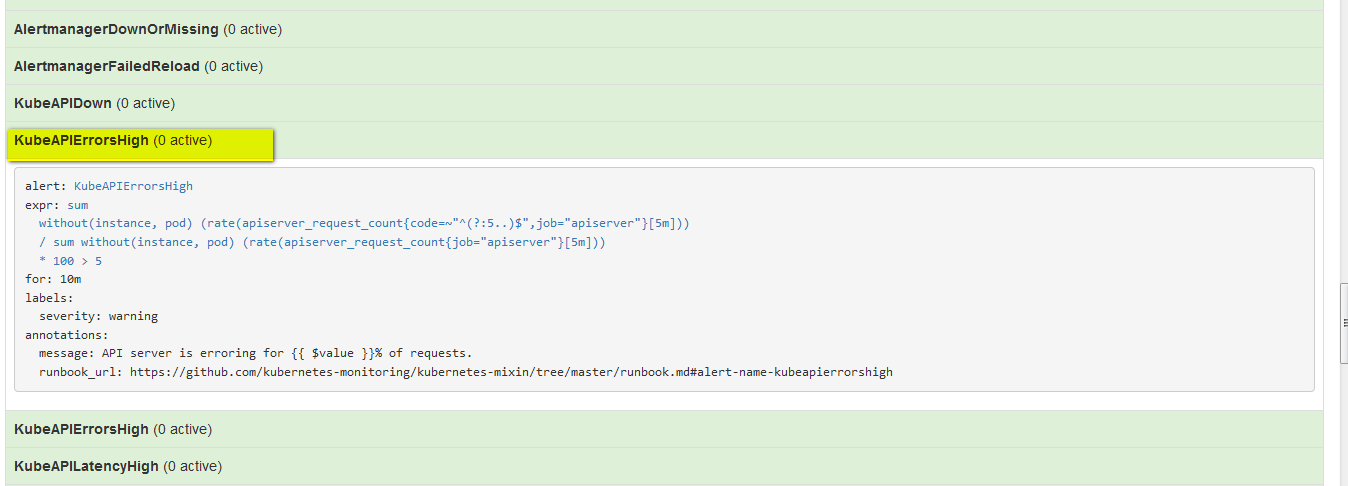 AlertmanagerDownOrMissing (0 active)
AlertmanagerFailedReload (0 active)
KubeAPIDown (0 active)
KubeAPIErrorsHigh (0 active)
alert: KubeAPIErrorsHigh
expr: sum
  without(instance, pod) (rate(apiserver_request_count{code=~"^(?:5..)$",job="apiserver"}[5m]))
  / sum without(instance, pod) (rate(apiserver_request_count{job="apiserver"}[5m]))
  * 100 > 5
for: 10m
labels:
  severity: warning
annotations:
  message: API server is erroring for {{ $value }}% of requests.
  runbook_url: https://github.com/kubernetes-monitoring/kubernetes-mixin/tree/master/runbook.md#alert-name-kubeapierrorshigh
KubeAPIErrorsHigh (0 active)
KubeAPILatencyHigh (0 active)